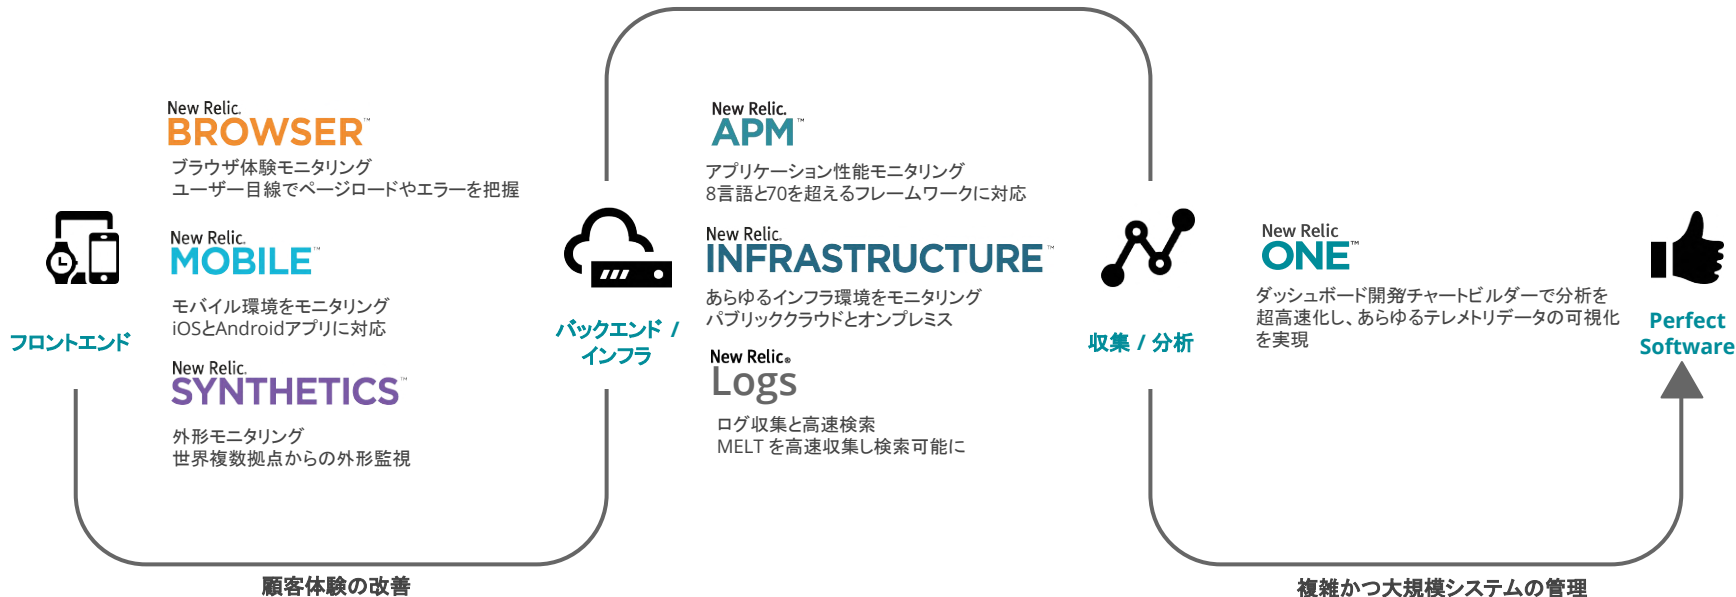 フロントエンド
New Relic.
BROWSER™
ブラウザ体験モニタリング
ユーザー目線でページロードやエラーを把握
New Relic.
MOBILE™
モバイル環境をモニタリング
iOSとAndroidアプリに対応
New Relic.
SYNTHETICS™
外形モニタリング
世界複数拠点からの外形監視
顧客体験の改善
バックエンド /
インフラ
New Relic.
APM™
アプリケーション性能モニタリング
8言語と70を超えるフレームワークに対応
New Relic.
INFRASTRUCTURE™
あらゆるインフラ環境をモニタリング
パブリッククラウドとオンプレミス
New Relic®
Logs
ログ収集と高速検索
MELT を高速収集し検索可能に
収集 / 分析
New Relic
ONE™
ダッシュボード開発/チャートビルダーで分析を
超高速化し、あらゆるテレメトリデータの可視化
を実現
複雑かつ大規模システムの管理
Perfect
Software